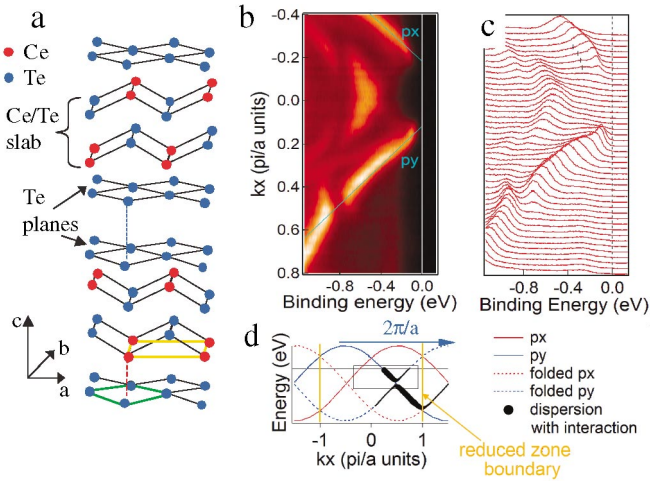 a
Ce
Te
Ce/Te
slab
Te
planes
c
b
a
b
-0.4
-0.2
0.0
0.2
0.4
0.6
0.8
kx (pi/a units)
px
py
-0.8
-0.4
0.0
Binding energy (eV)
c
-0.8
-0.4
0.0
Binding Energy (eV)
d
2π/a
Energy (eV)
-1
0
1
kx (pi/a units)
reduced zone
boundary
px
py
folded px
folded py
dispersion
with interaction